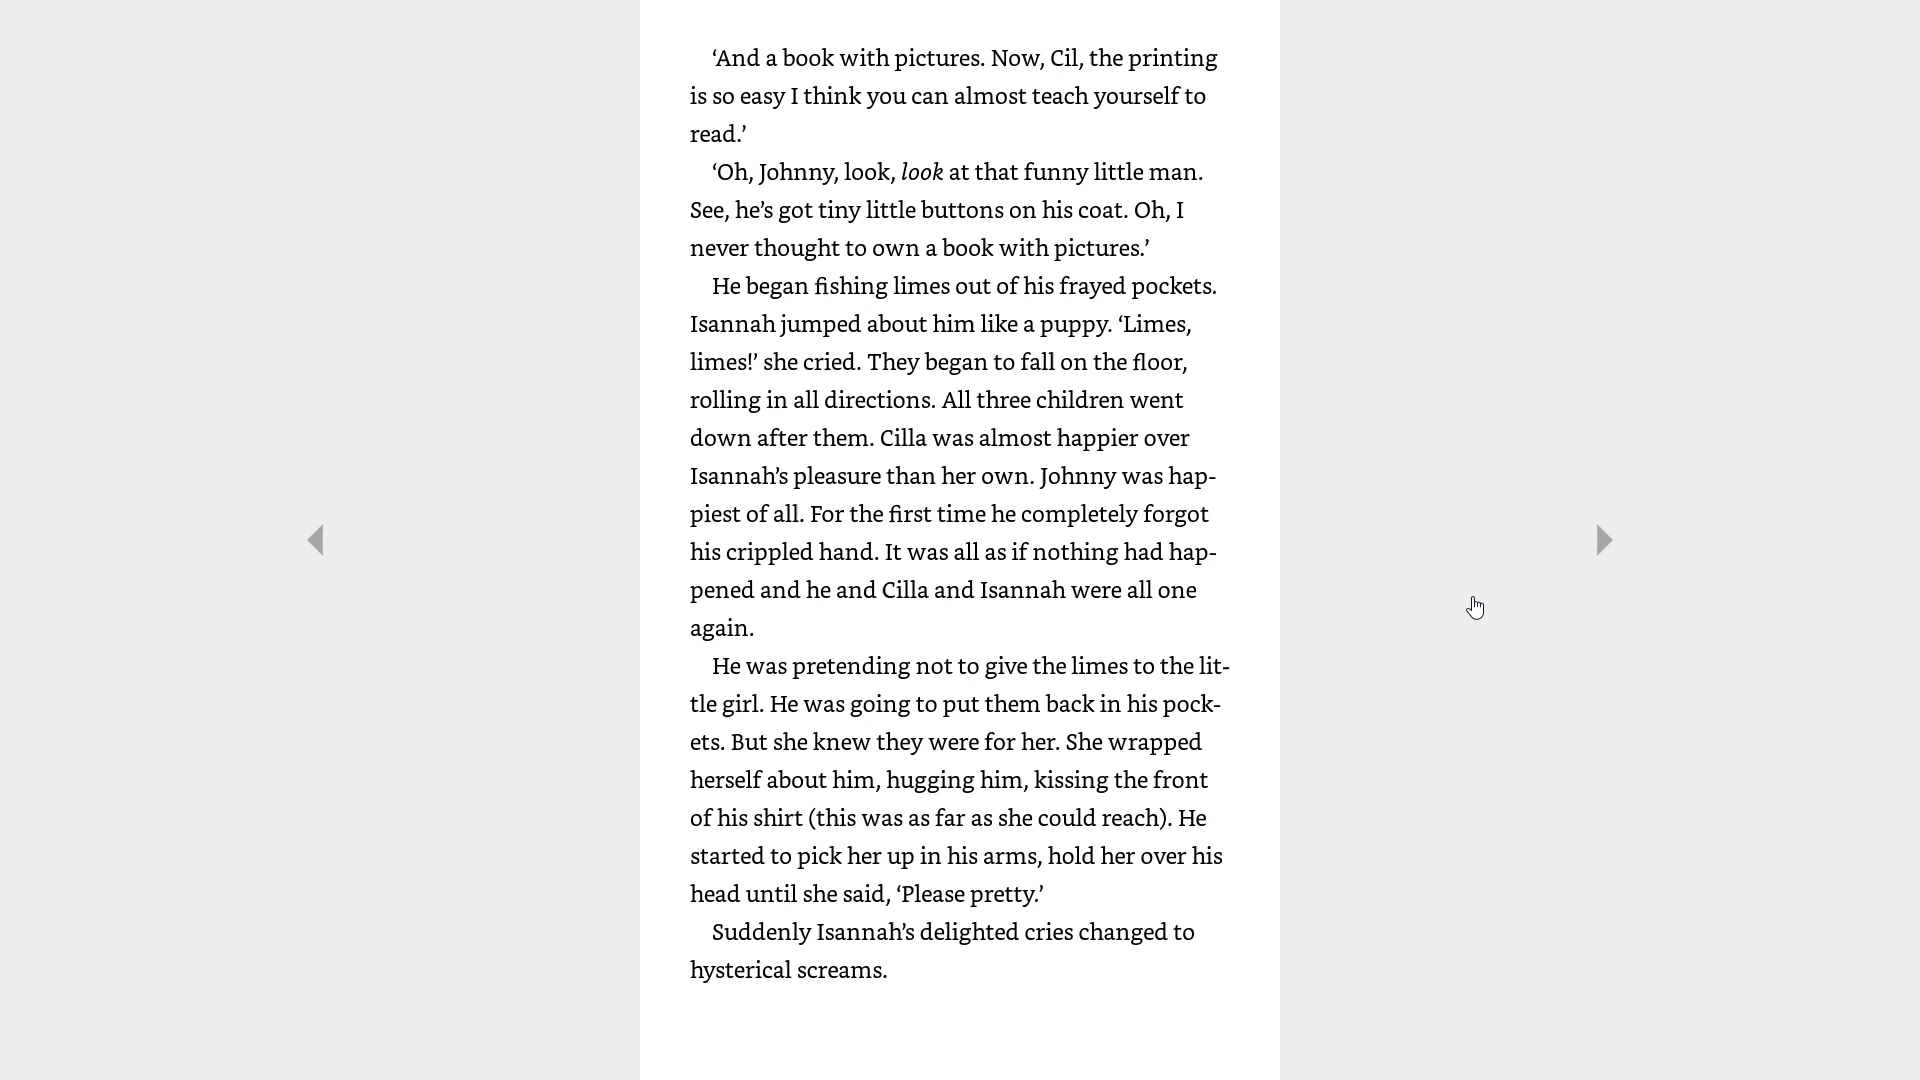 ‘And a book with pictures. Now, Cil, the printing
is so easy I think you can almost teach yourself to
read.’
‘Oh, Johnny, look, look at that funny little man.
See, he’s got tiny little buttons on his coat. Oh, I
never thought to own a book with pictures.’
He began fishing limes out of his frayed pockets.
Isannah jumped about him like a puppy. ‘Limes,
limes!’ she cried. They began to fall on the floor,
rolling in all directions. All three children went
down after them. Cilla was almost happier over
Isannah’s pleasure than her own. Johnny was hap-
piest of all. For the first time he completely forgot
his crippled hand. It was all as if nothing had hap-
pened and he and Cilla and Isannah were all one
again.
He was pretending not to give the limes to the lit-
tle girl. He was going to put them back in his pock-
ets. But she knew they were for her. She wrapped
herself about him, hugging him, kissing the front
of his shirt (this was as far as she could reach). He
started to pick her up in his arms, hold her over his
head until she said, ‘Please pretty.’
Suddenly Isannah’s delighted cries changed to
hysterical screams.